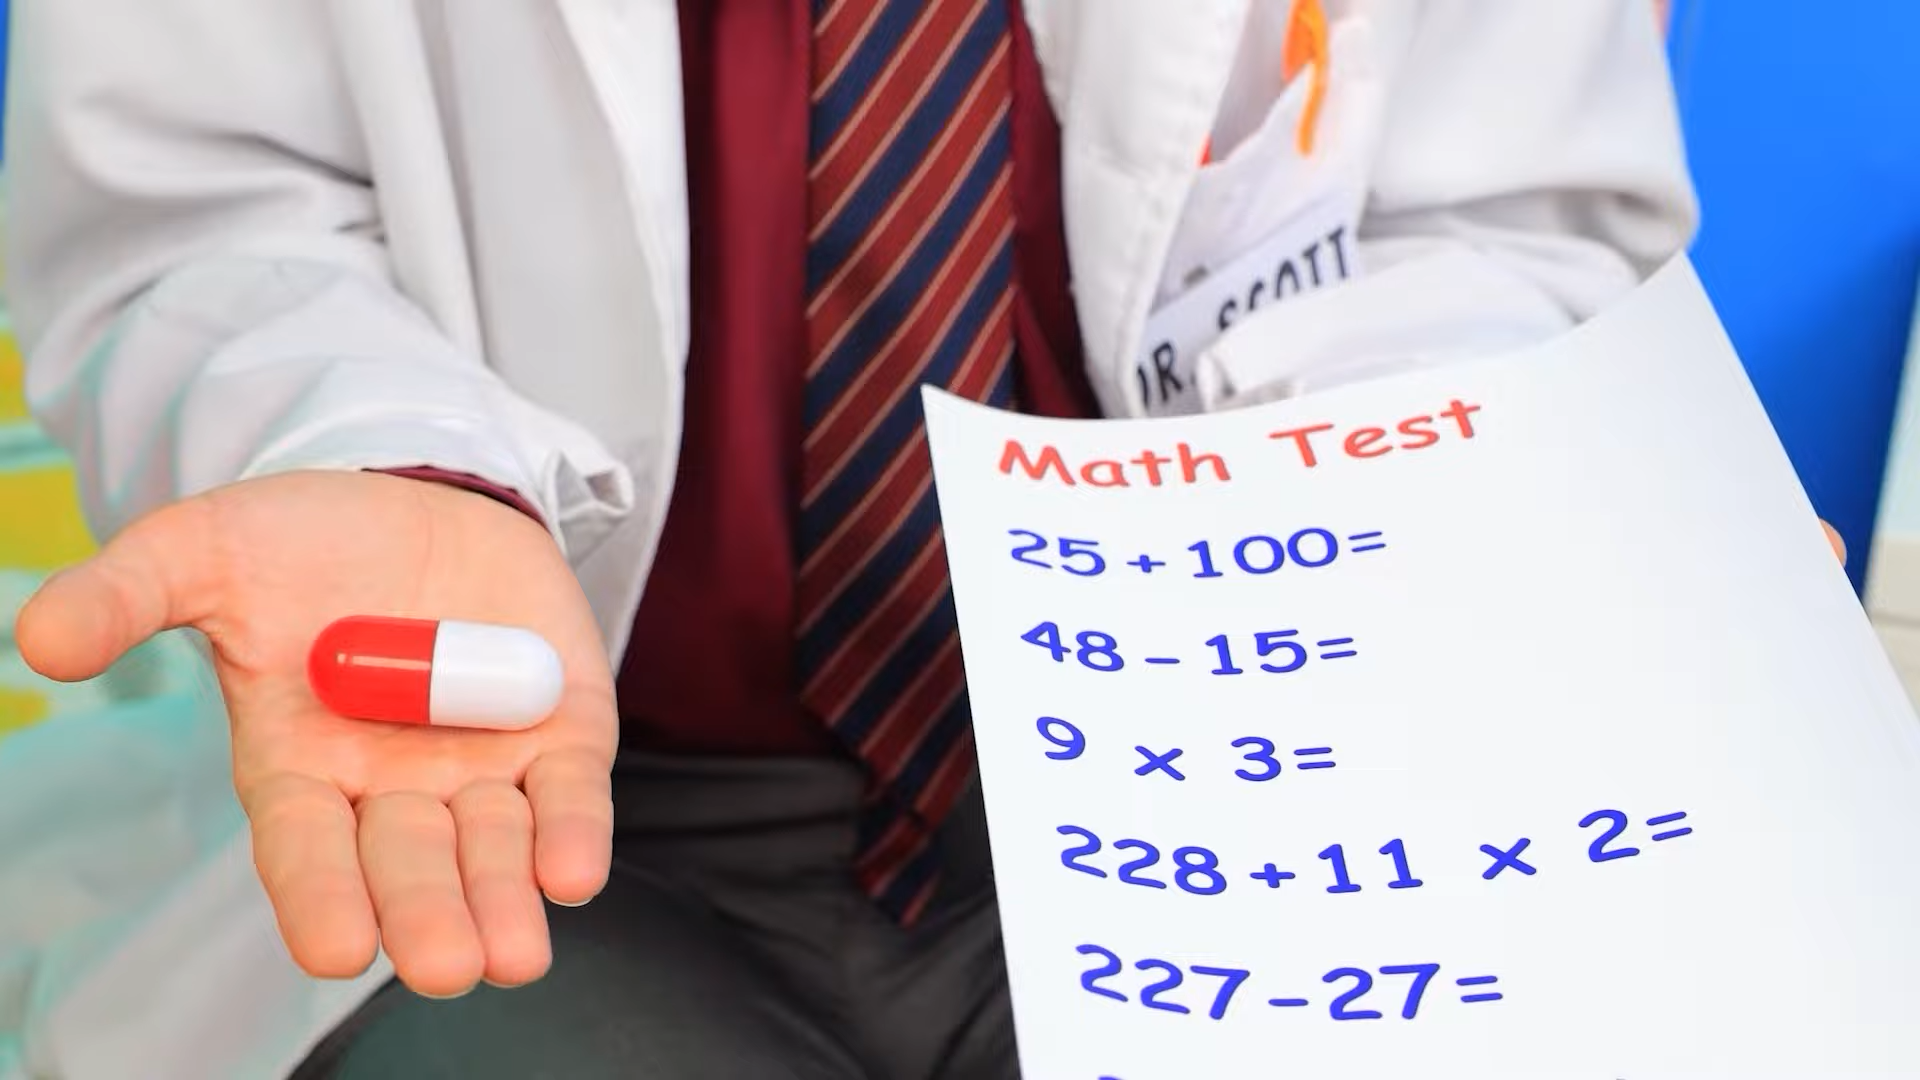 DR. SCOTT
Math Test
25 + 100 =
48 - 15 =
9 x 3 =
228 + 11 x 2 =
227 - 27 =